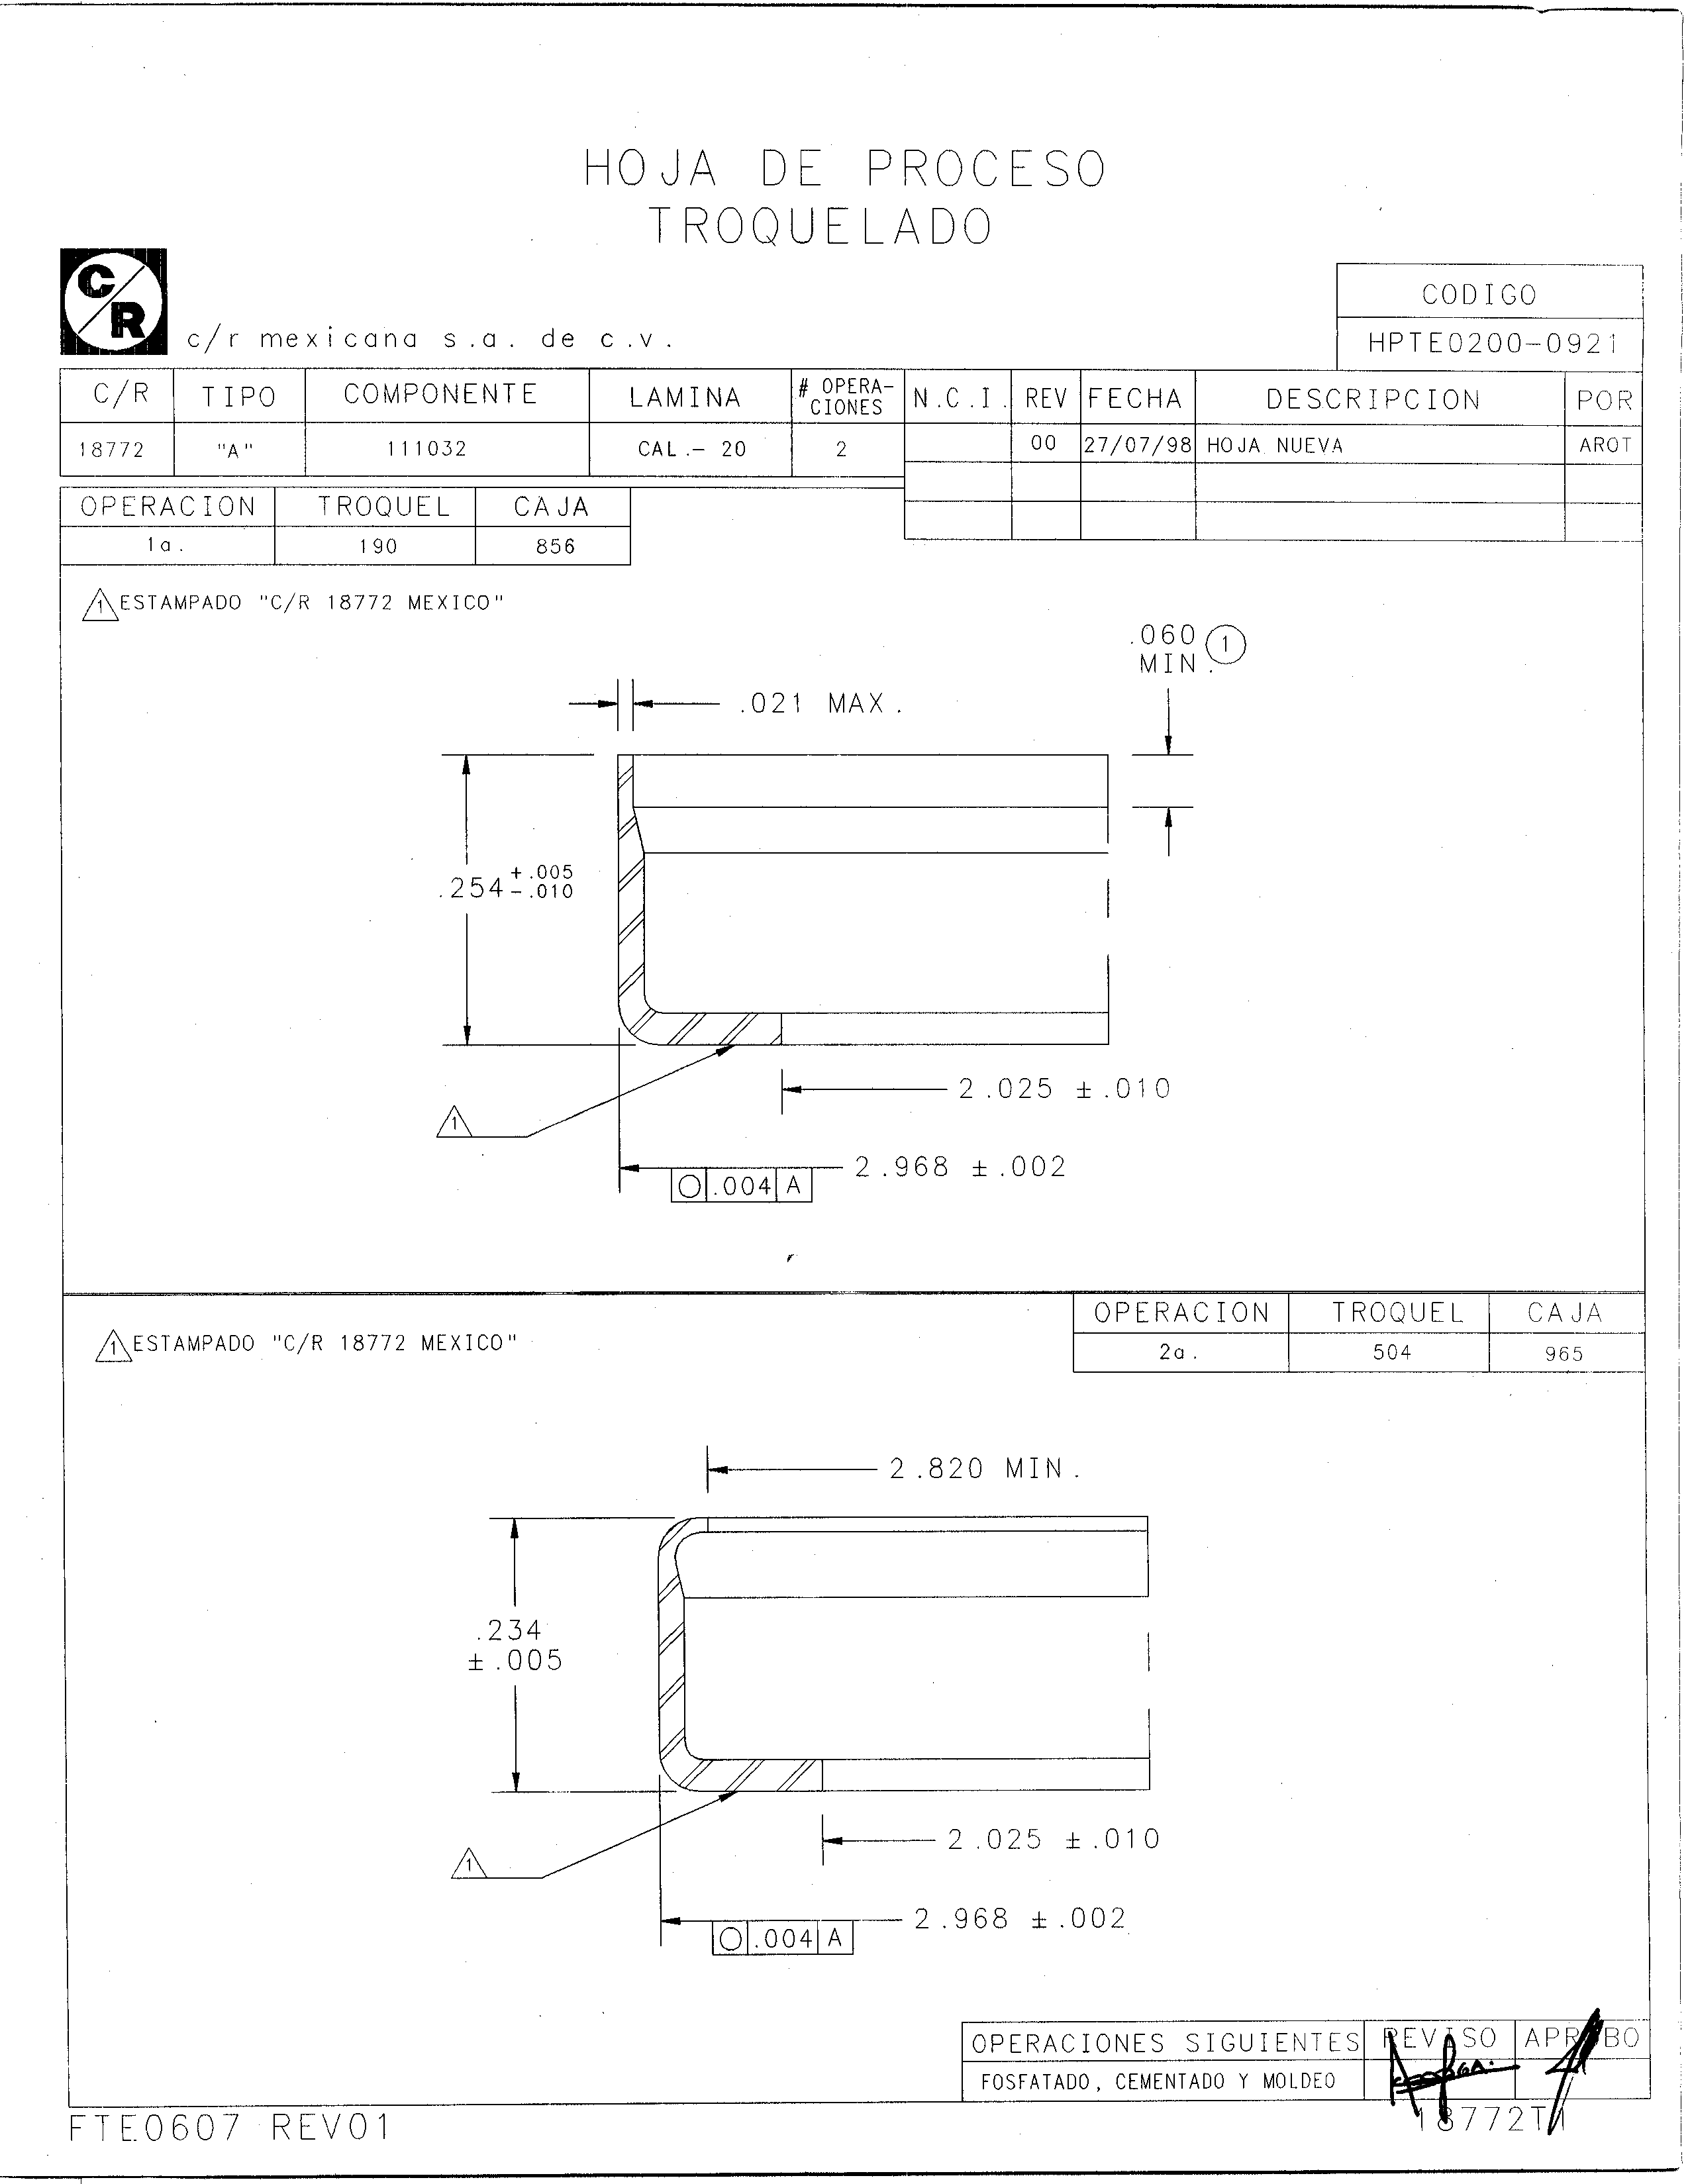 HOJA DE PROCESO
TROQUELADO
C/R
c/r mexicana s.a. de c.v.
CODIGO
HPTE0200-0921
C/R TIPO COMPONENTE LAMINA # OPERA-CIONES N.C.I. REV FECHA DESCRIPCION POR
18772 "A" 111032 CAL.- 20 2 00 27/07/98 HOJA NUEVA AROT
OPERACION TROQUEL CAJA
1a. 190 856
1 ESTAMPADO "C/R 18772 MEXICO"
.060 MIN. 1
.021 MAX.
.254 +.005 -.010
2.025 ±.010
1
2.968 ±.002
○ .004 A
OPERACION TROQUEL CAJA
2a. 504 965
1 ESTAMPADO "C/R 18772 MEXICO"
2.820 MIN.
.234
±.005
2.025 ±.010
1
2.968 ±.002
○ .004 A
OPERACIONES SIGUIENTES REVISO APROBO
FOSFATADO, CEMENTADO Y MOLDEO
FTE0607 REV01
18772T1